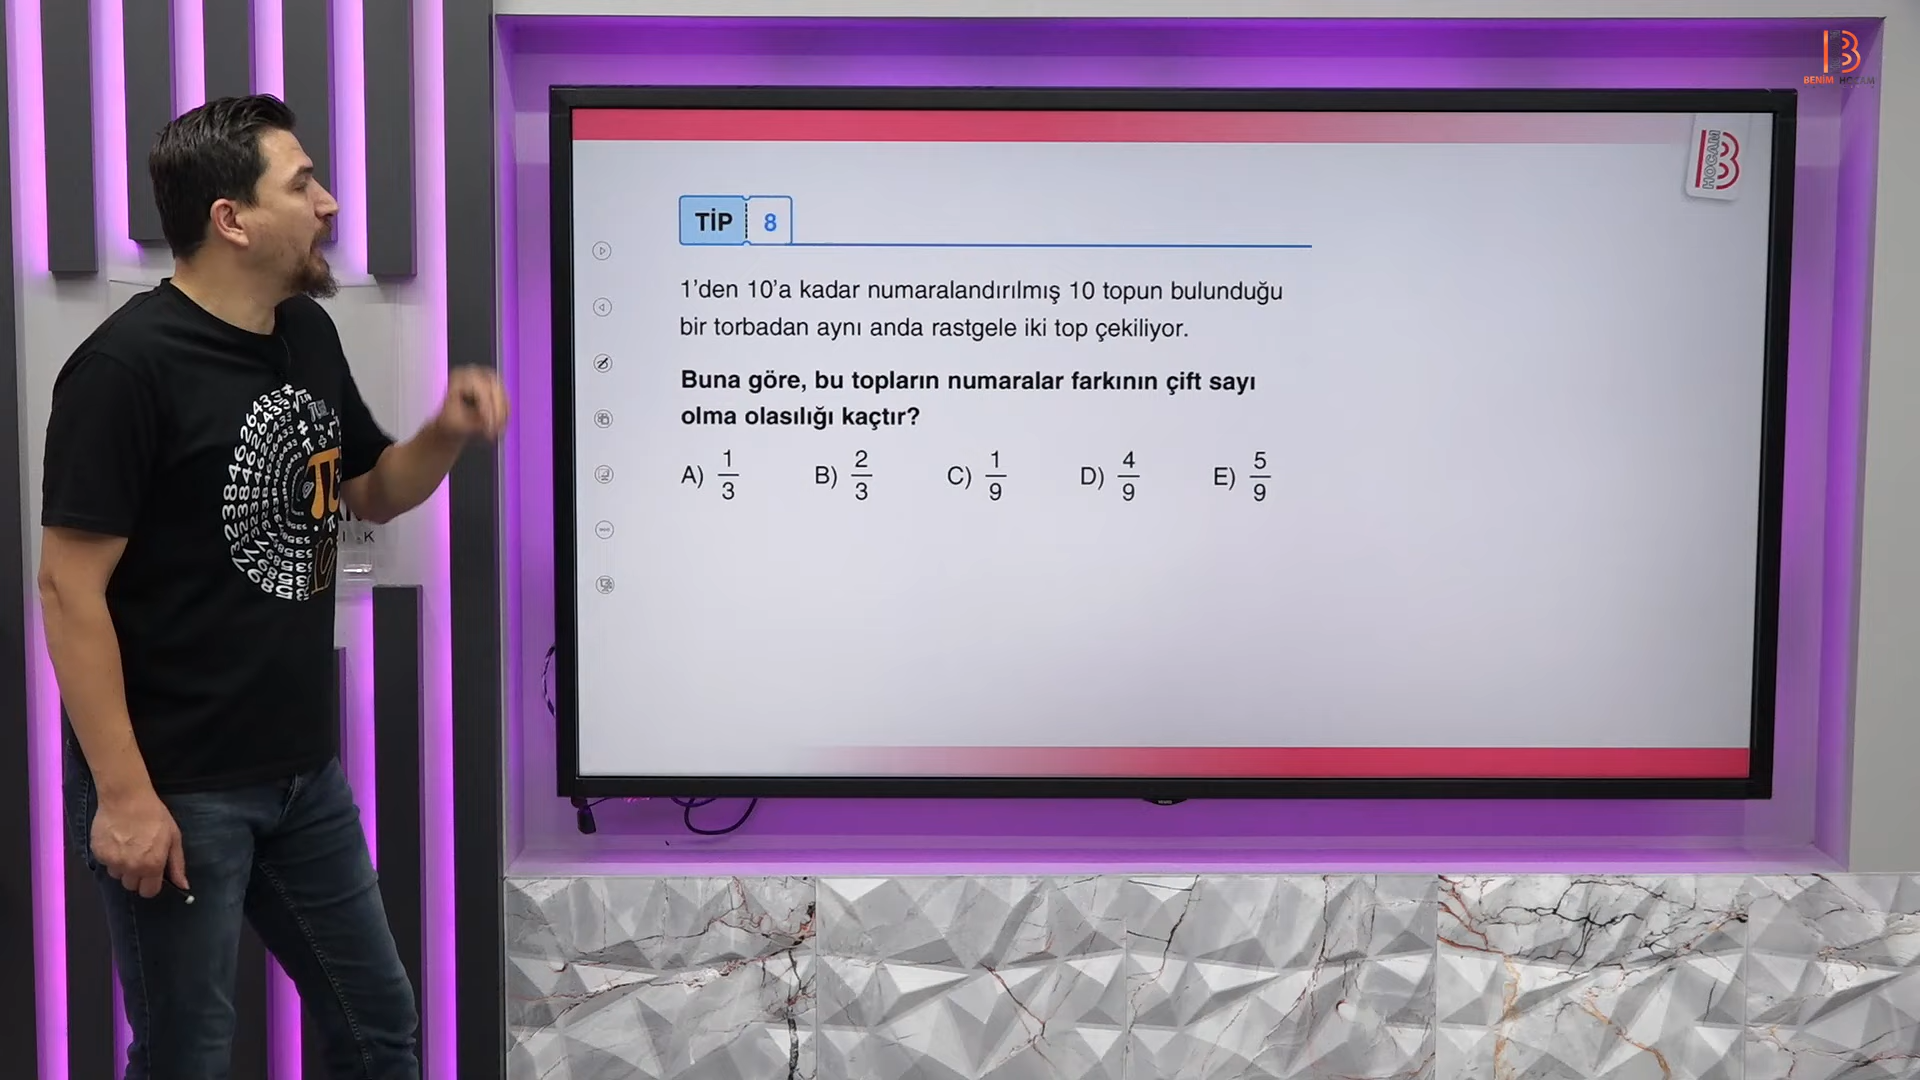 BENİM HOCAM
HOCAM
TİP 8
1’den 10’a kadar numaralandırılmış 10 topun bulunduğu
bir torbadan aynı anda rastgele iki top çekiliyor.
Buna göre, bu topların numaralar farkının çift sayı
olma olasılığı kaçtır?
A) 1/3 B) 2/3 C) 1/9 D) 4/9 E) 5/9